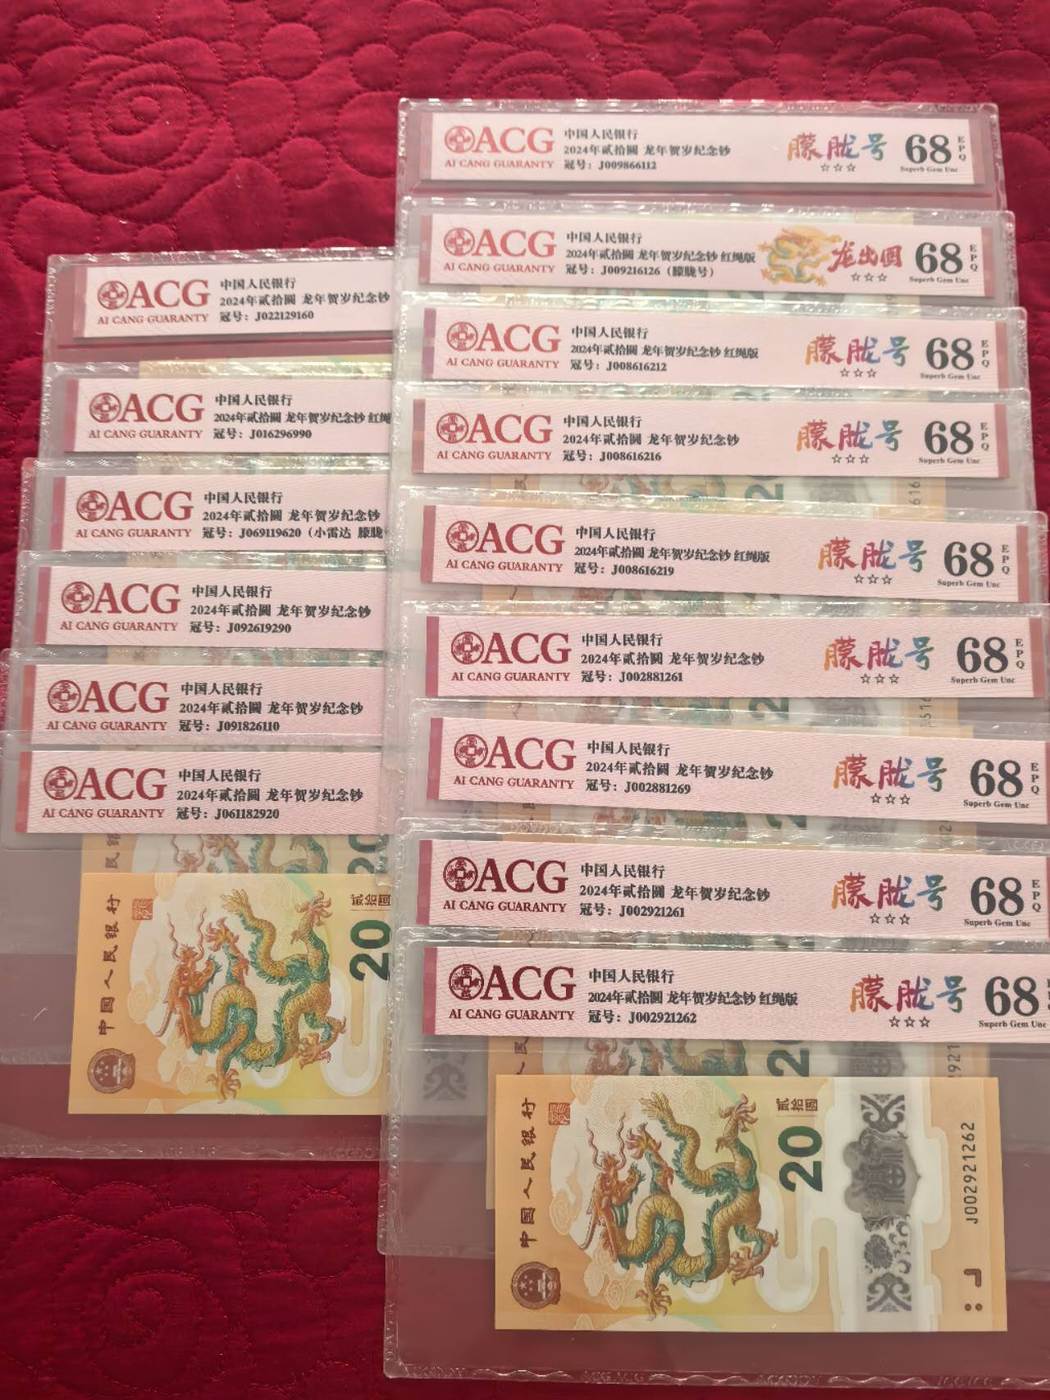 ACG
AI CANG GUARANTY
中国人民银行
2024年贰拾圆 龙年贺岁纪念钞
冠号：J022129160
ACG
AI CANG GUARANTY
中国人民银行
2024年贰拾圆 龙年贺岁纪念钞 红绳
冠号：J016296990
ACG
AI CANG GUARANTY
中国人民银行
2024年贰拾圆 龙年贺岁纪念钞
冠号：J069119620（小雷达 朦胧
ACG
AI CANG GUARANTY
中国人民银行
2024年贰拾圆 龙年贺岁纪念钞
冠号：J092619290
ACG
AI CANG GUARANTY
中国人民银行
2024年贰拾圆 龙年贺岁纪念钞
冠号：J091826110
ACG
AI CANG GUARANTY
中国人民银行
2024年贰拾圆 龙年贺岁纪念钞
冠号：J061182920
中国人民银行
贰拾圆
20
ACG
AI CANG GUARANTY
中国人民银行
2024年贰拾圆 龙年贺岁纪念钞
冠号：J009866112
朦胧号
☆☆☆
68
EPQ
Superb Gem Unc
ACG
AI CANG GUARANTY
中国人民银行
2024年贰拾圆 龙年贺岁纪念钞 红绳版
冠号：J009216126（朦胧号）
龙出圆
☆☆☆
68
EPQ
ACG
AI CANG GUARANTY
中国人民银行
2024年贰拾圆 龙年贺岁纪念钞 红绳版
冠号：J008616212
朦胧号
☆☆☆
68
EPQ
Superb Gem Unc
ACG
AI CANG GUARANTY
中国人民银行
2024年贰拾圆 龙年贺岁纪念钞
冠号：J008616216
朦胧号
☆☆☆
68
EPQ
Superb Gem Unc
ACG
AI CANG GUARANTY
中国人民银行
2024年贰拾圆 龙年贺岁纪念钞 红绳版
冠号：J008616219
朦胧号
☆☆☆
68
EPQ
Superb Gem Unc
ACG
AI CANG GUARANTY
中国人民银行
2024年贰拾圆 龙年贺岁纪念钞
冠号：J002881261
朦胧号
☆☆☆
68
EPQ
Superb Gem Unc
ACG
AI CANG GUARANTY
中国人民银行
2024年贰拾圆 龙年贺岁纪念钞
冠号：J002881269
朦胧号
☆☆☆
68
EPQ
Superb Gem Unc
ACG
AI CANG GUARANTY
中国人民银行
2024年贰拾圆 龙年贺岁纪念钞
冠号：J002921261
朦胧号
☆☆☆
68
EPQ
Superb Gem Unc
ACG
AI CANG GUARANTY
中国人民银行
2024年贰拾圆 龙年贺岁纪念钞 红绳版
冠号：J002921262
朦胧号
☆☆☆
68
Superb Gem Unc
中国人民银行
贰拾圆
20
J002921262